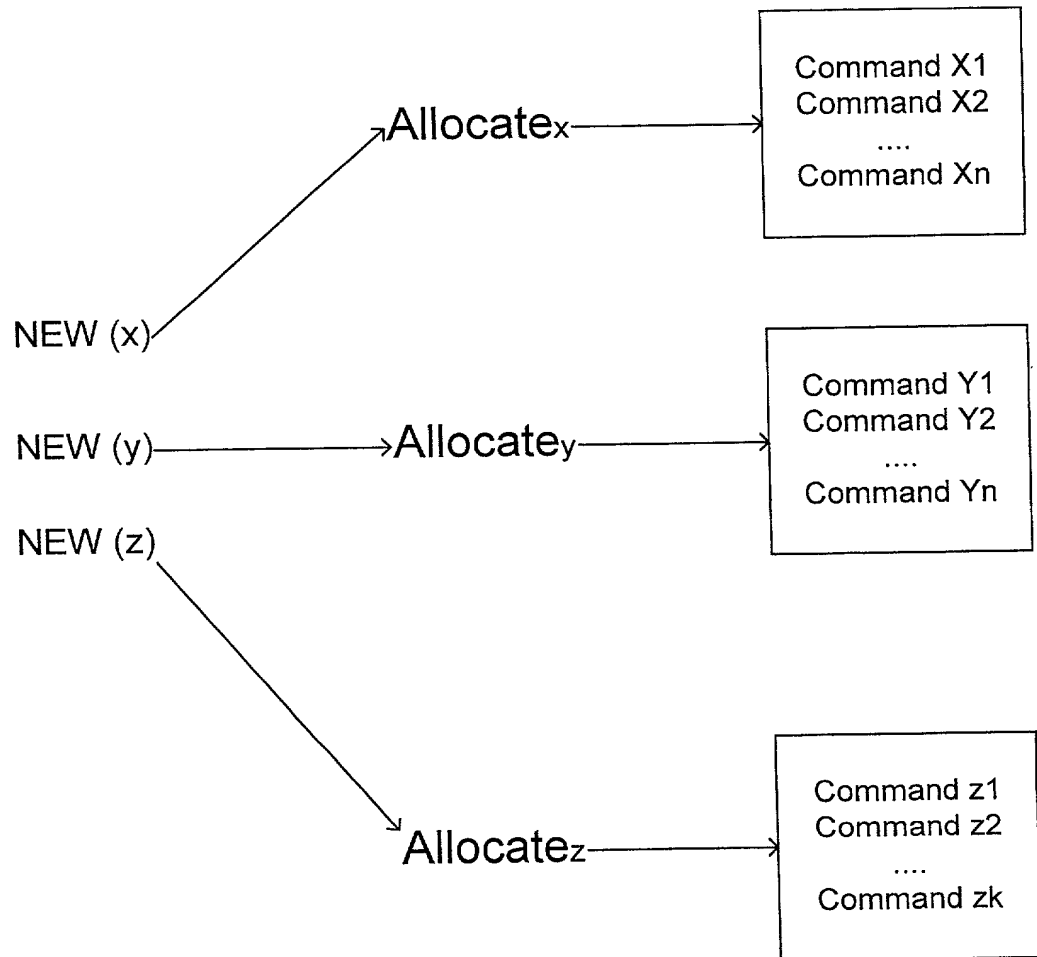 Command X1
Command X2
....
Command Xn
Allocatex
NEW (x)
Command Y1
Command Y2
....
Command Yn
NEW (y)
Allocatey
NEW (z)
Command z1
Command z2
....
Command zk
Allocatez